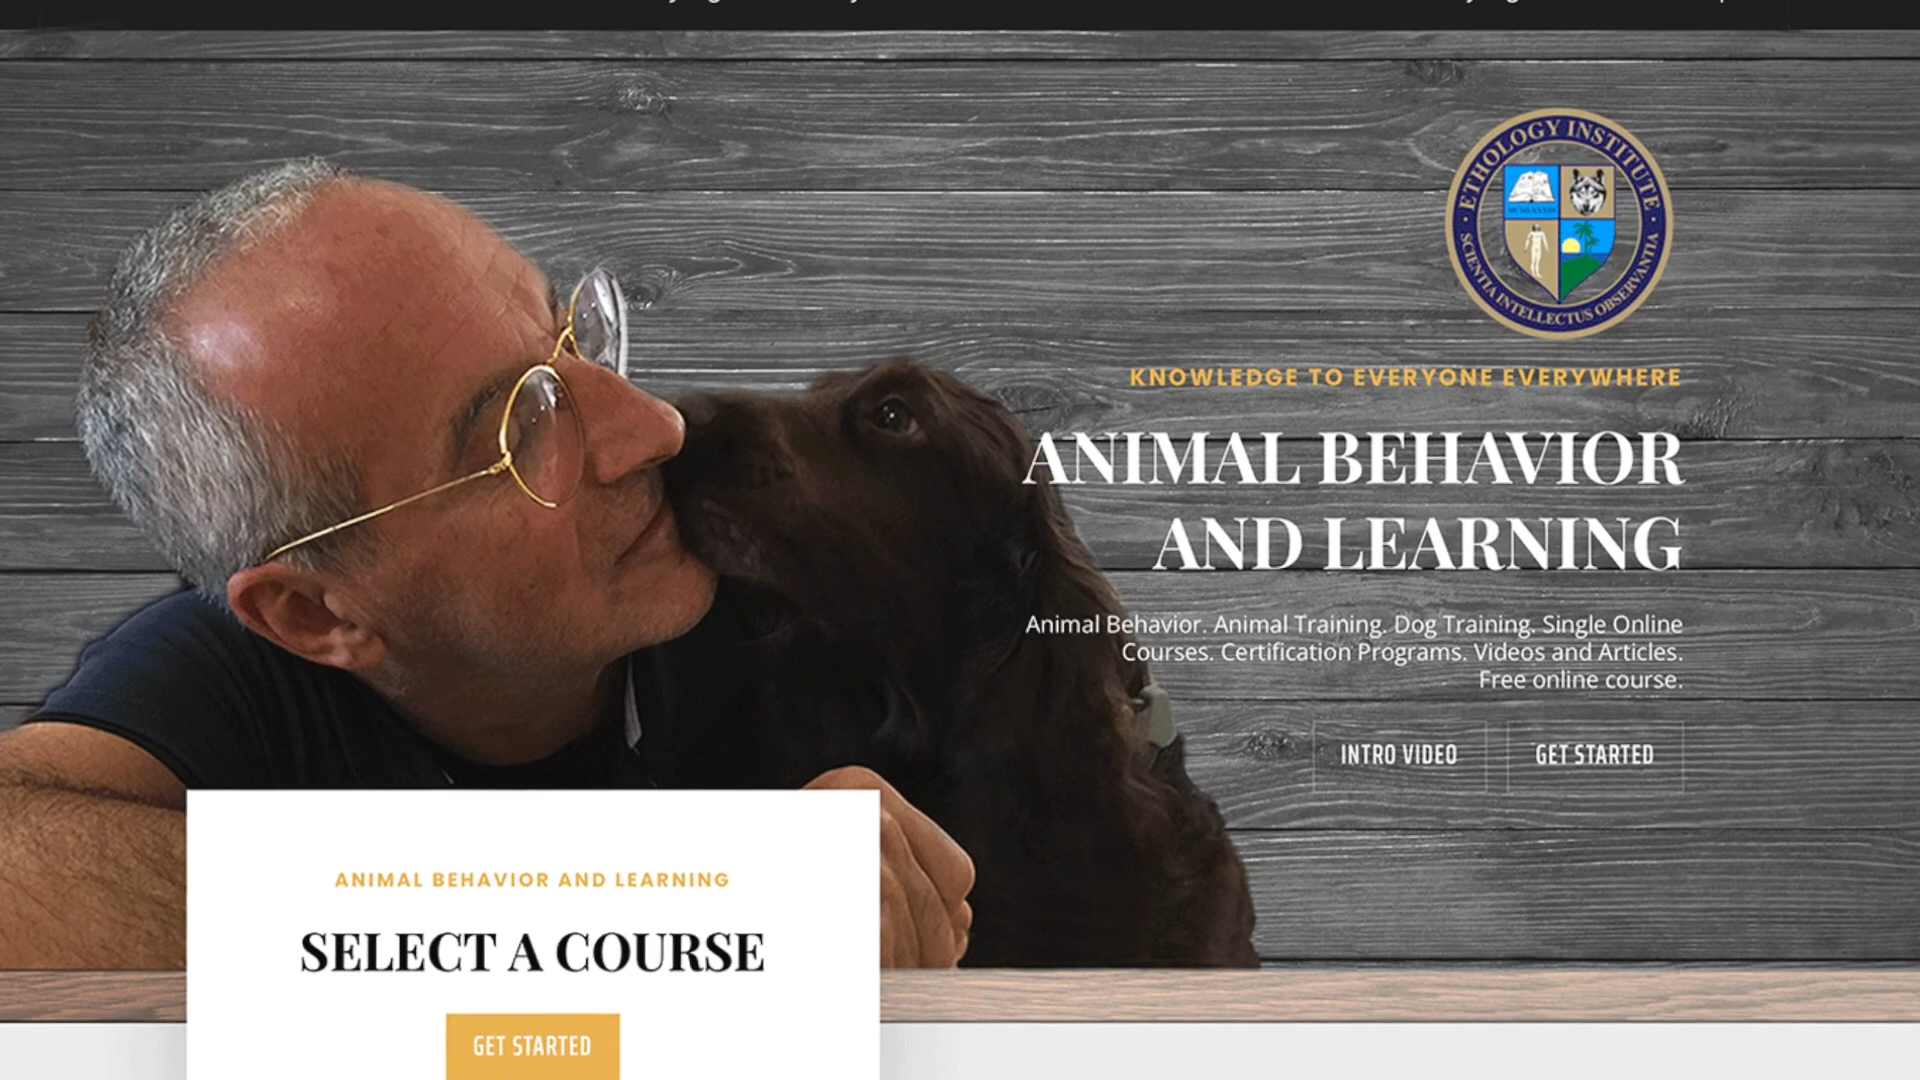 ETHOLOGY INSTITUTE
SCIENTIA INTELLECTUS OBSERVANTIA
KNOWLEDGE TO EVERYONE EVERYWHERE
ANIMAL BEHAVIOR
AND LEARNING
Animal Behavior. Animal Training. Dog Training. Single Online
Courses. Certification Programs. Videos and Articles.
Free online course.
INTRO VIDEO
GET STARTED
ANIMAL BEHAVIOR AND LEARNING
SELECT A COURSE
GET STARTED